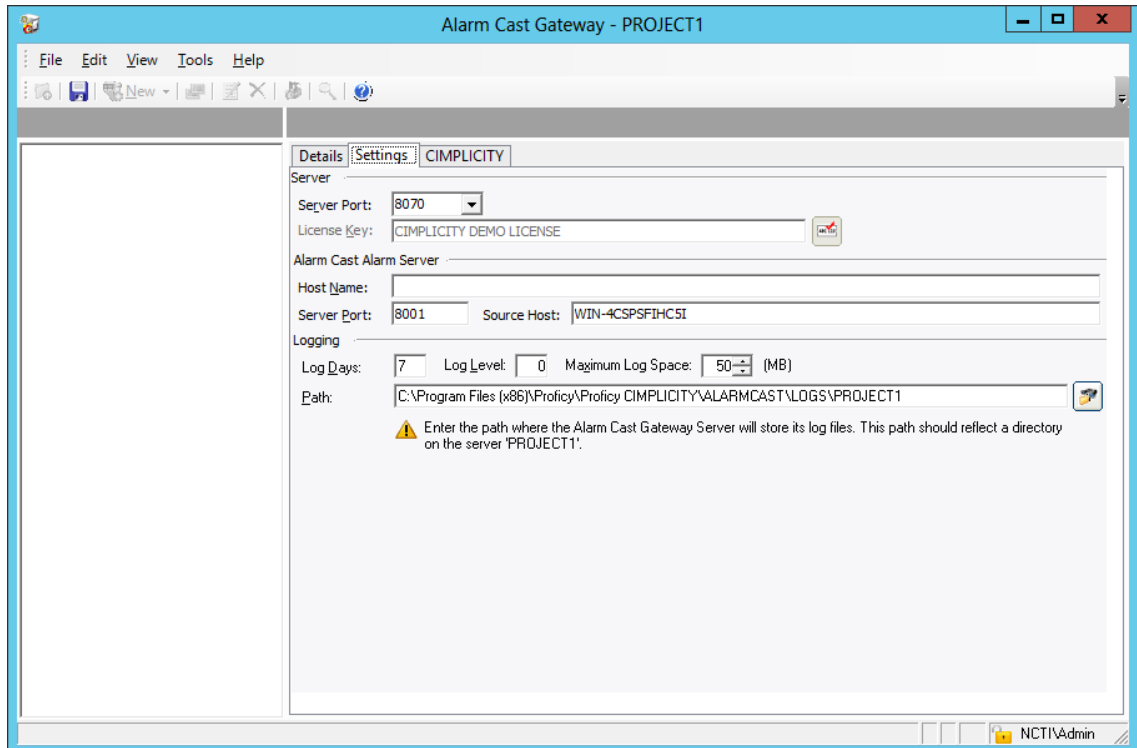 Alarm Cast Gateway - PROJECT1
File Edit View Tools Help
New
Details Settings CIMPLICITY
Server
Server Port: 8070
License Key: CIMPLICITY DEMO LICENSE
Alarm Cast Alarm Server
Host Name:
Server Port: 8001 Source Host: WIN-4CSPSFIHC5I
Logging
Log Days: 7 Log Level: 0 Maximum Log Space: 50 (MB)
Path: C:\Program Files (x86)\Proficy\Proficy CIMPLICITY\ALARMCAST\LOGS\PROJECT1
Enter the path where the Alarm Cast Gateway Server will store its log files. This path should reflect a directory
on the server 'PROJECT1'.
NCTI\Admin